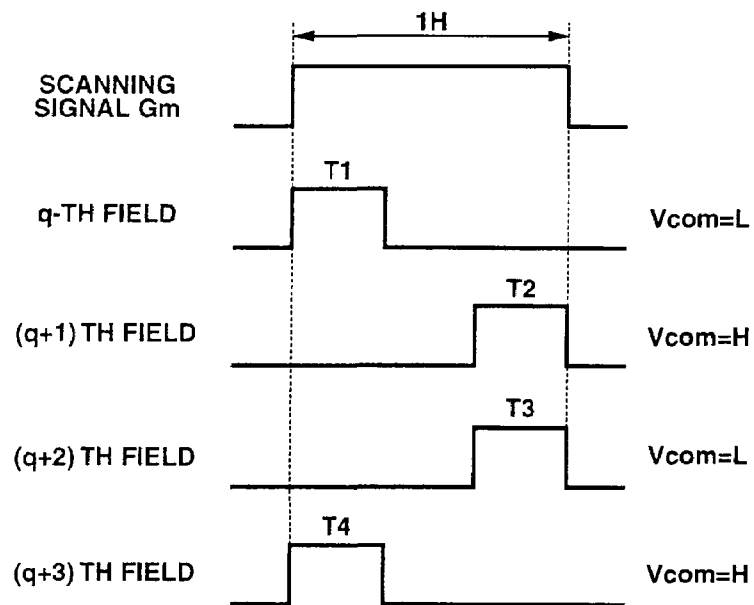 1H
SCANNING
SIGNAL Gm
T1
q-TH FIELD
Vcom=L
T2
(q+1) TH FIELD
Vcom=H
T3
(q+2) TH FIELD
Vcom=L
T4
(q+3) TH FIELD
Vcom=H